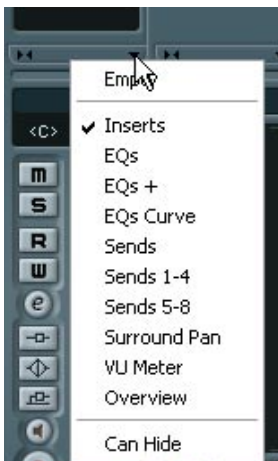 Empty
<C>
✔ Inserts
EQs
m
EQs +
S
EQs Curve
R
Sends
W
Sends 1-4
e
Sends 5-8
Surround Pan
VU Meter
Overview
Can Hide